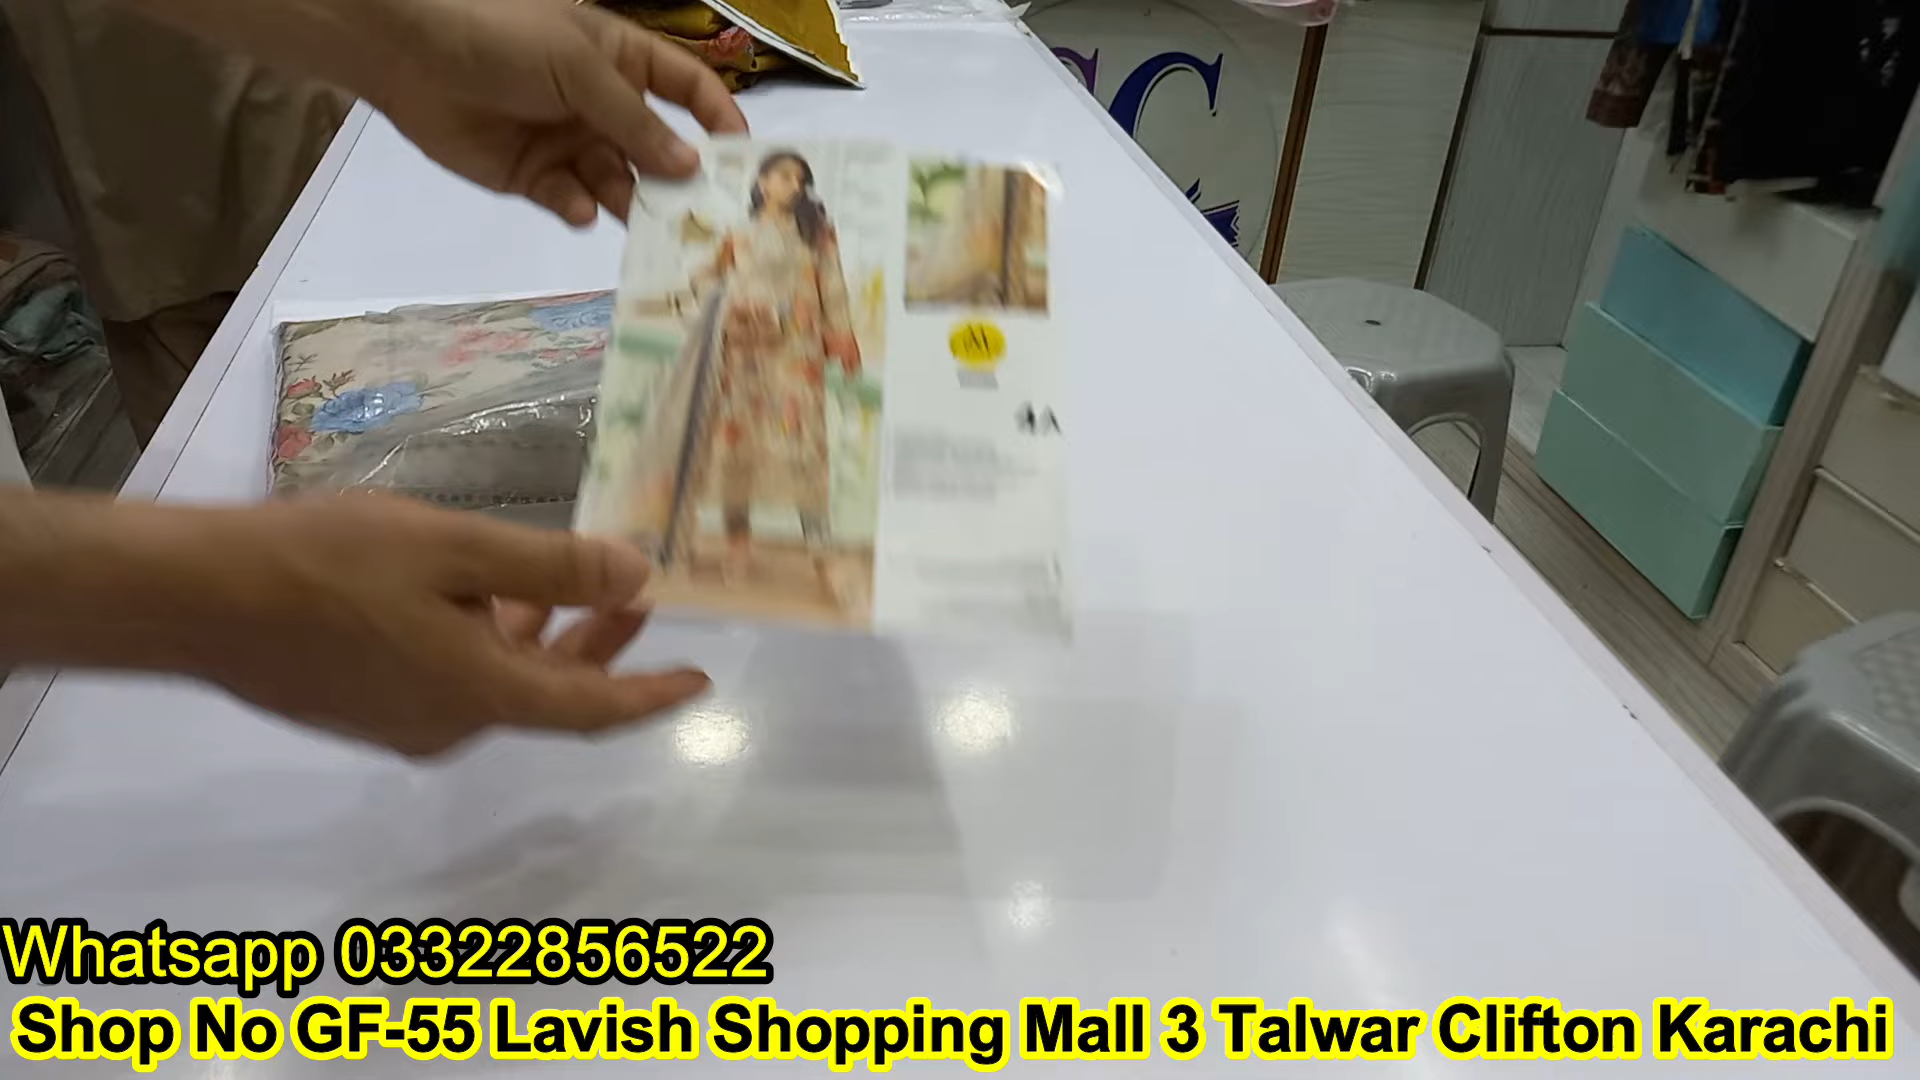 C
Whatsapp 03322856522
Shop No GF-55 Lavish Shopping Mall 3 Talwar Clifton Karachi